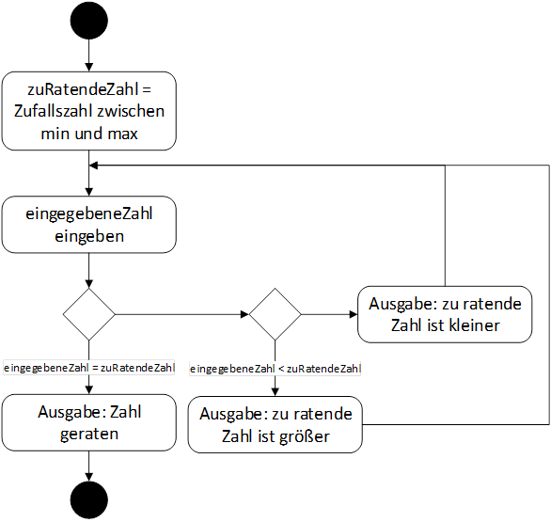 zuRatendeZahl =
Zufallszahl zwischen
min und max
eingegebeneZahl
eingeben
Ausgabe: zu ratende
Zahl ist kleiner
eingegebeneZahl = zuRatendeZahl
eingegebeneZahl < zuRatendeZahl
Ausgabe: Zahl
geraten
Ausgabe: zu ratende
Zahl ist größer